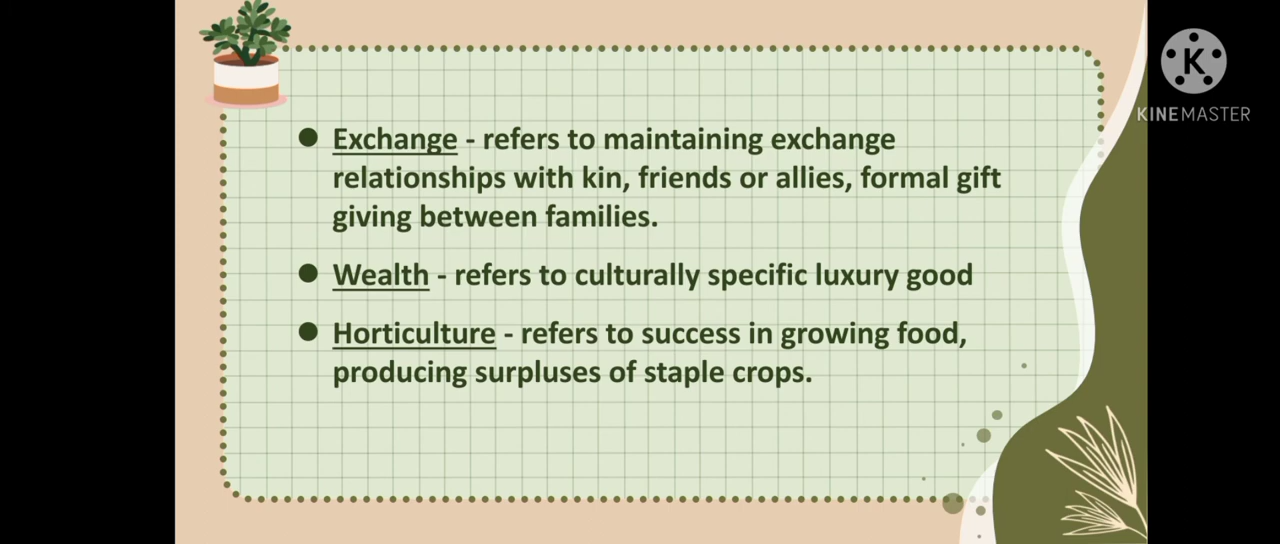 K
KINEMASTER
● Exchange - refers to maintaining exchange
relationships with kin, friends or allies, formal gift
giving between families.
● Wealth - refers to culturally specific luxury good
● Horticulture - refers to success in growing food,
producing surpluses of staple crops.